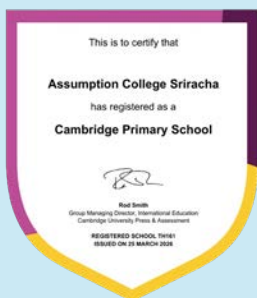 This is to certify that
Assumption College Sriracha
has registered as a
Cambridge Primary School
Rod Smith
Group Managing Director, International Education
Cambridge University Press & Assessment
REGISTERED SCHOOL TH161
ISSUED ON 25 MARCH 2026